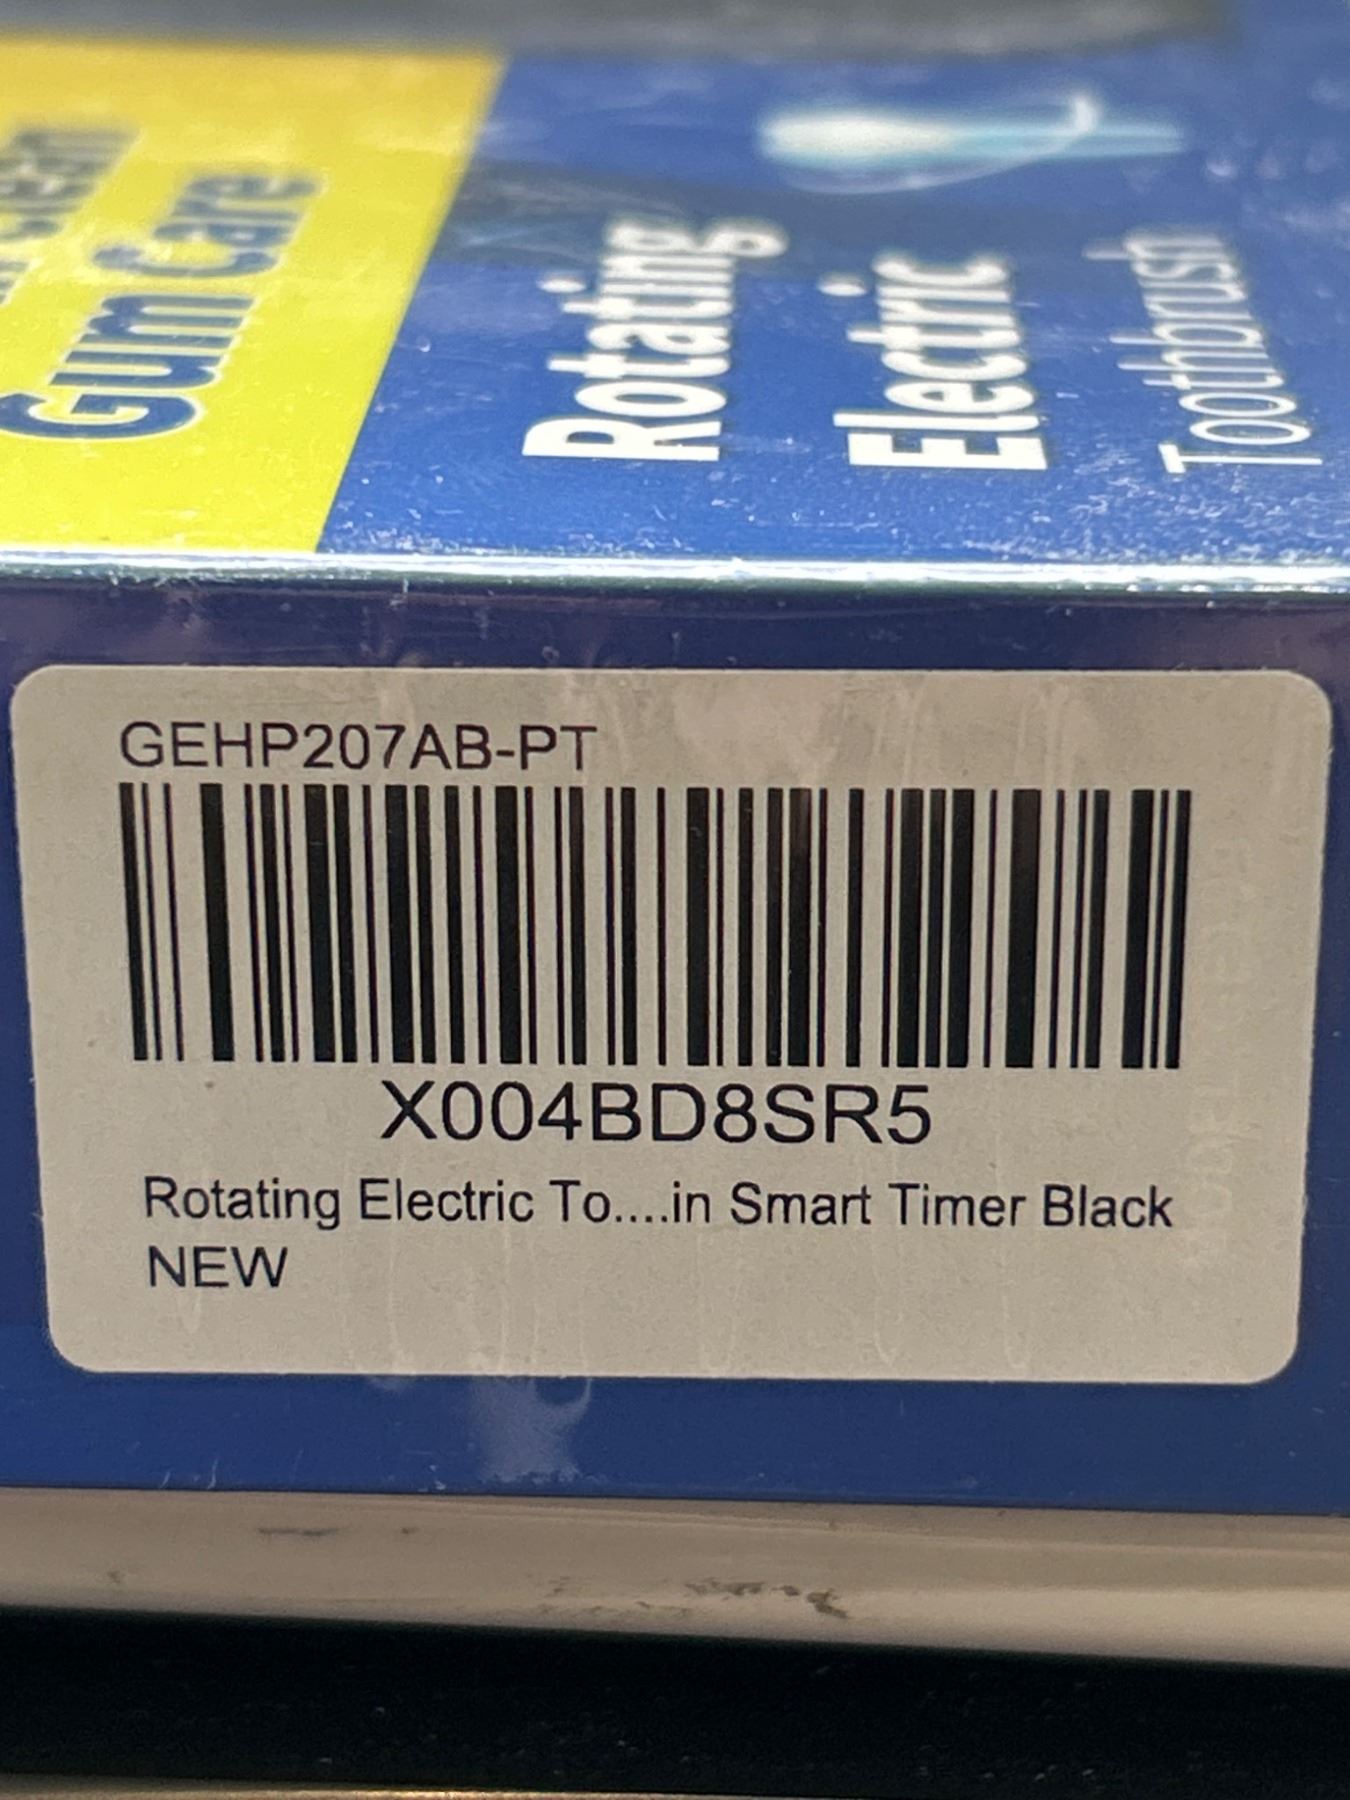 Gum Care
Rotating
Electric
Toothbrush
GEHP207AB-PT
X004BD8SR5
Rotating Electric To....in Smart Timer Black
NEW